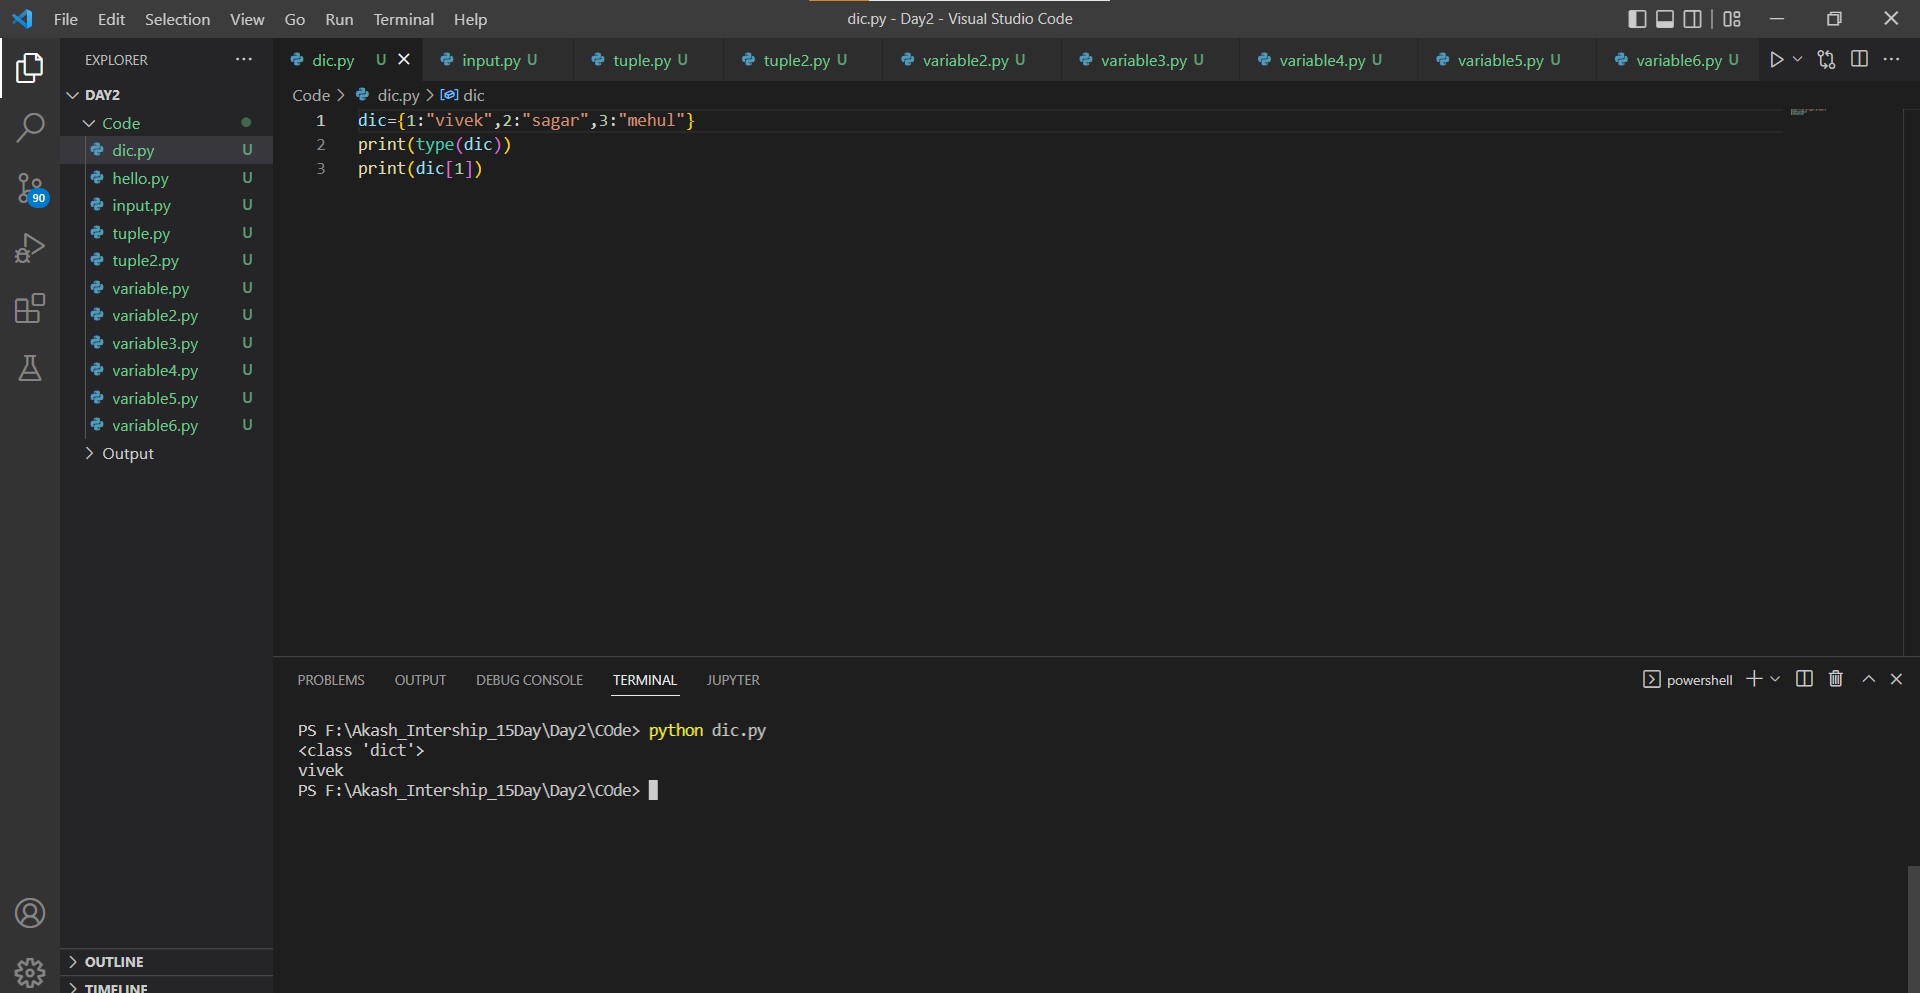 File Edit Selection View Go Run Terminal Help
dic.py - Day2 - Visual Studio Code
EXPLORER
DAY2
Code
dic.py U
hello.py U
input.py U
tuple.py U
tuple2.py U
variable.py U
variable2.py U
variable3.py U
variable4.py U
variable5.py U
variable6.py U
Output
OUTLINE
TIMELINE
90
dic.py U input.py U tuple.py U tuple2.py U variable2.py U variable3.py U variable4.py U variable5.py U variable6.py U
Code > dic.py > dic
1 dic={1:"vivek",2:"sagar",3:"mehul"}
2 print(type(dic))
3 print(dic[1])
PROBLEMS OUTPUT DEBUG CONSOLE TERMINAL JUPYTER
powershell
PS F:\Akash_Intership_15Day\Day2\COde> python dic.py
<class 'dict'>
vivek
PS F:\Akash_Intership_15Day\Day2\COde>